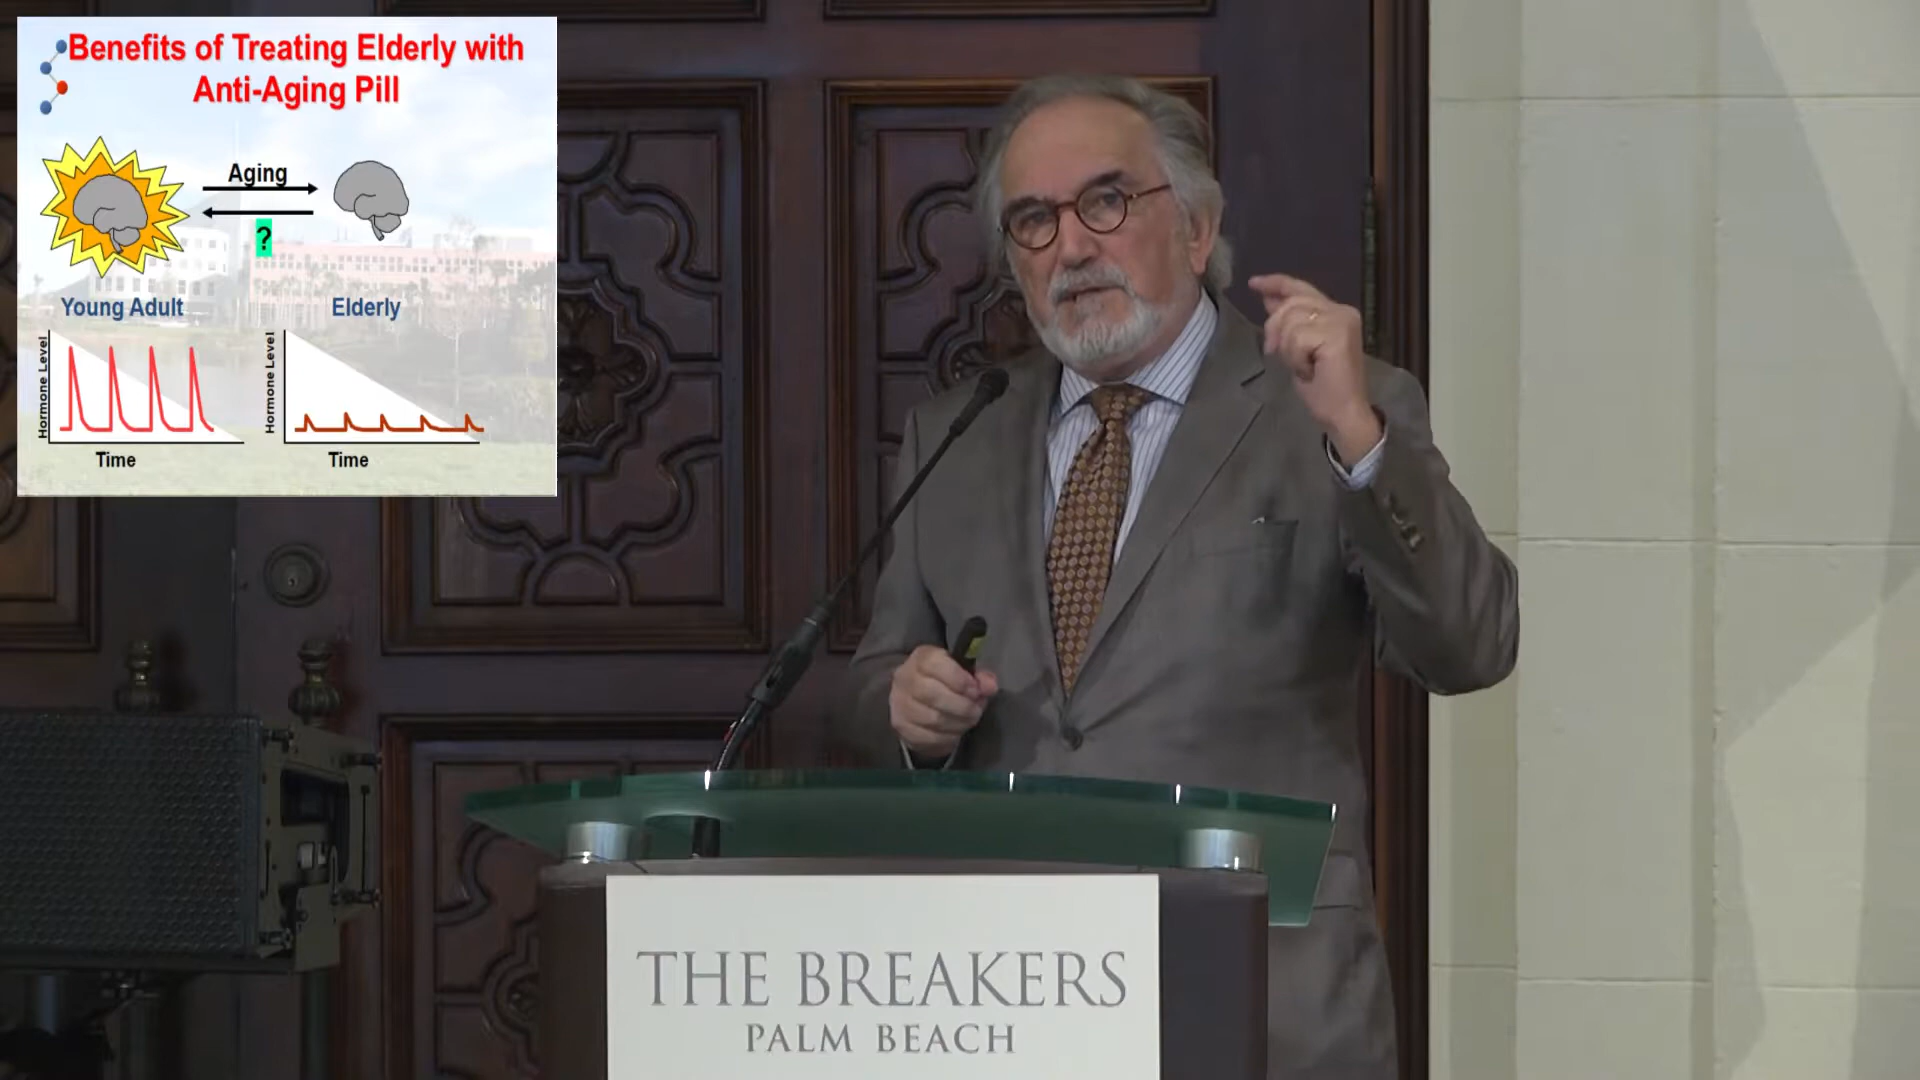 Benefits of Treating Elderly with
Anti-Aging Pill
Aging
?
Young Adult
Elderly
Hormone Level
Time
Hormone Level
Time
THE BREAKERS
PALM BEACH